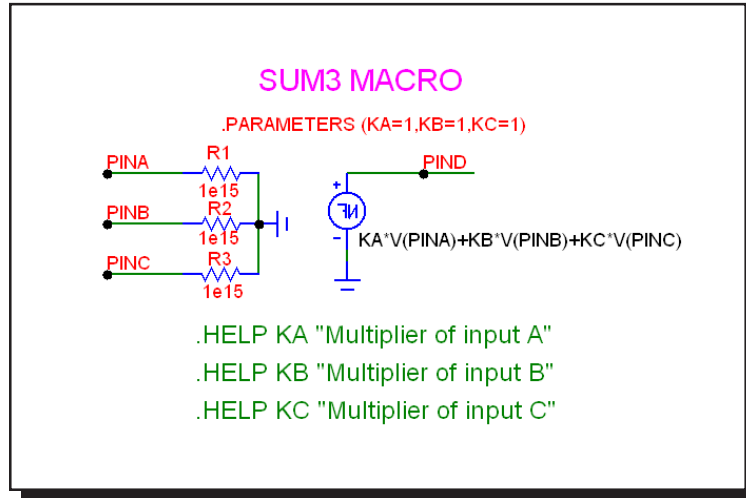 SUM3 MACRO
.PARAMETERS (KA=1,KB=1,KC=1)
PINA
R1
1e15
PINB
R2
1e15
PINC
R3
1e15
PIND
+
NF
-
KA*V(PINA)+KB*V(PINB)+KC*V(PINC)
.HELP KA "Multiplier of input A"
.HELP KB "Multiplier of input B"
.HELP KC "Multiplier of input C"